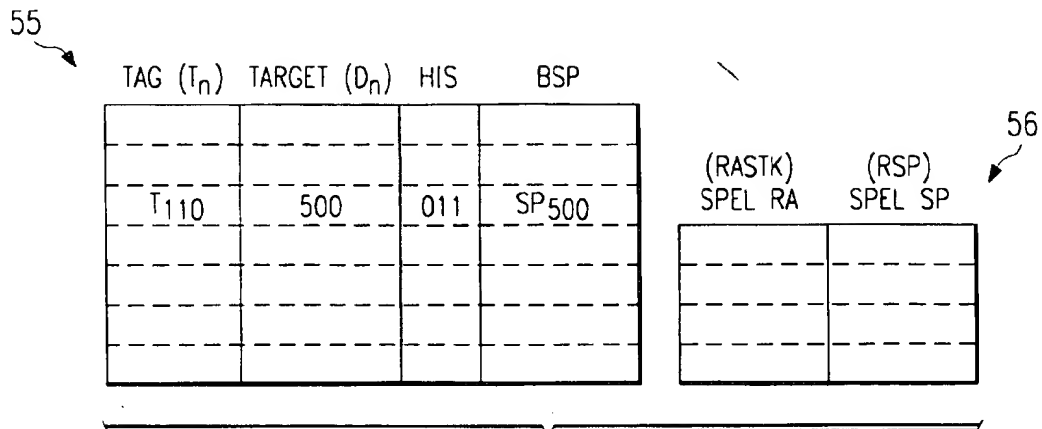 55
TAG (Tn) TARGET (Dn) HIS BSP
T110 500 011 SP500
56
(RASTK) (RSP)
SPEL RA SPEL SP